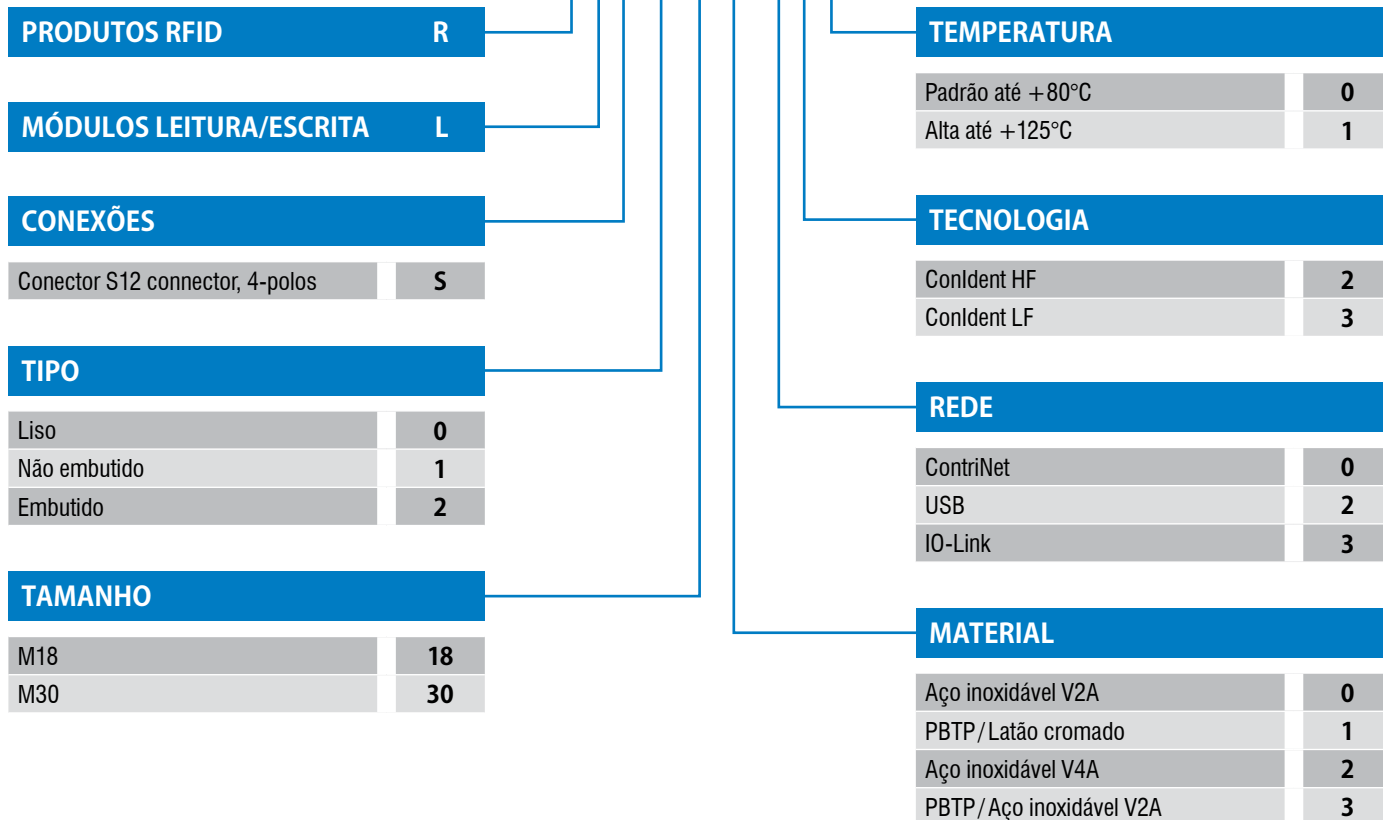 PRODUTOS RFID R
MÓDULOS LEITURA/ESCRITA L
CONEXÕES
Conector S12 connector, 4-polos S
TIPO
Liso 0
Não embutido 1
Embutido 2
TAMANHO
M18 18
M30 30
TEMPERATURA
Padrão até +80°C 0
Alta até +125°C 1
TECNOLOGIA
ConIdent HF 2
ConIdent LF 3
REDE
ContriNet 0
USB 2
IO-Link 3
MATERIAL
Aço inoxidável V2A 0
PBTP/Latão cromado 1
Aço inoxidável V4A 2
PBTP/Aço inoxidável V2A 3